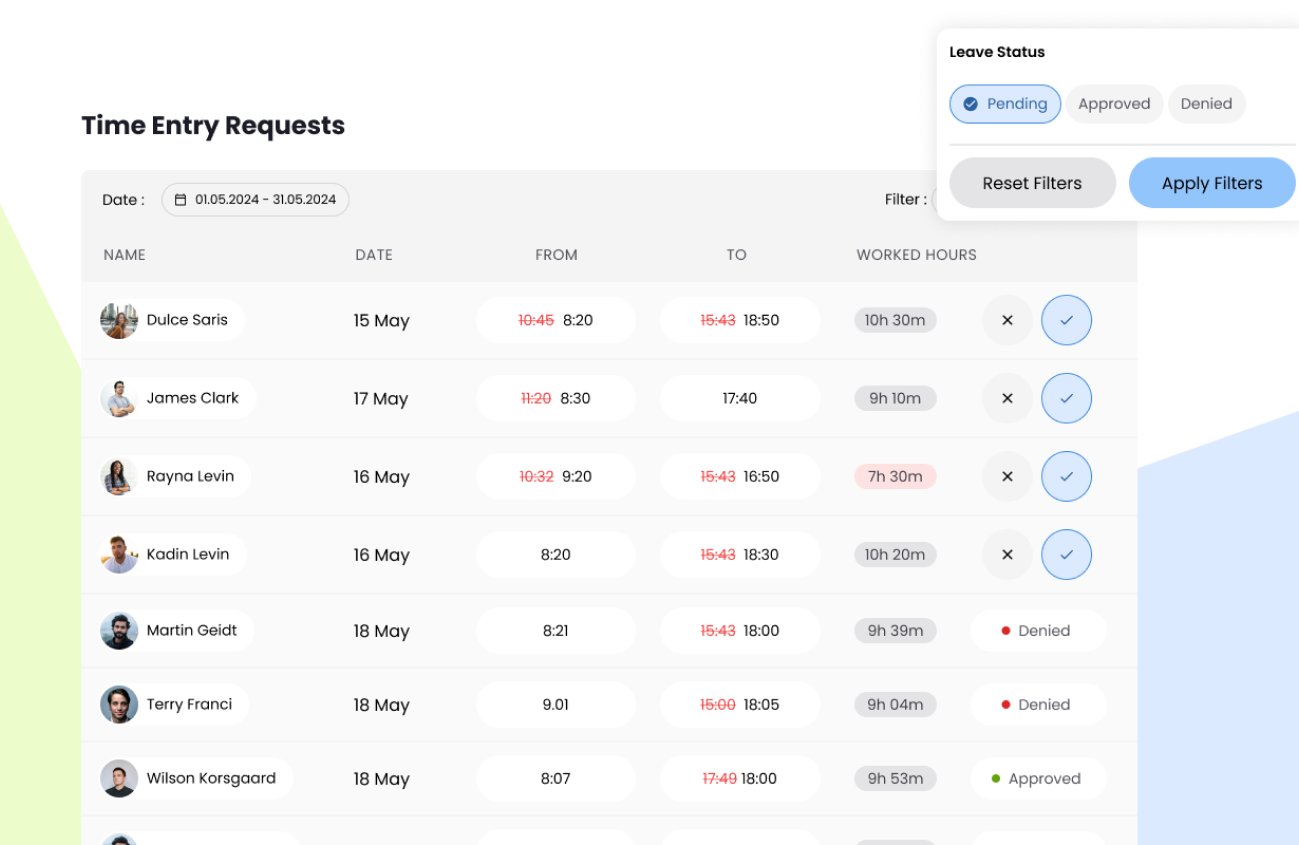 Leave Status
Pending Approved Denied
Reset Filters Apply Filters
Time Entry Requests
Date : 01.05.2024 - 31.05.2024 Filter :
NAME DATE FROM TO WORKED HOURS
Dulce Saris 15 May 10:45 8:20 15:43 18:50 10h 30m
James Clark 17 May 11:20 8:30 17:40 9h 10m
Rayna Levin 16 May 10:32 9:20 15:43 16:50 7h 30m
Kadin Levin 16 May 8:20 15:43 18:30 10h 20m
Martin Geidt 18 May 8:21 15:43 18:00 9h 39m Denied
Terry Franci 18 May 9.01 15:00 18:05 9h 04m Denied
Wilson Korsgaard 18 May 8:07 17:49 18:00 9h 53m Approved